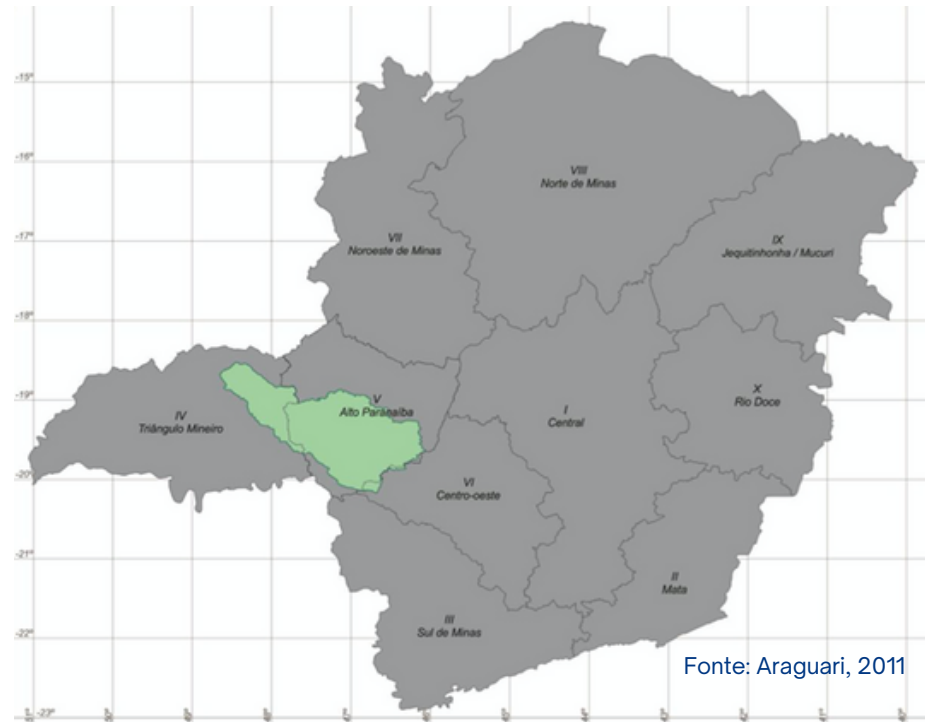 -15°
VIII
Norte de Minas
-16°
VII
Noroeste de Minas
IX
Jequitinhonha / Mucuri
-17°
-18°
-19°
IV
Triângulo Mineiro
V
Alto Paranaíba
I
Central
X
Rio Doce
-20°
VI
Centro-oeste
-21°
II
Mata
III
Sul de Minas
-22°
Fonte: Araguari, 2011
-23°